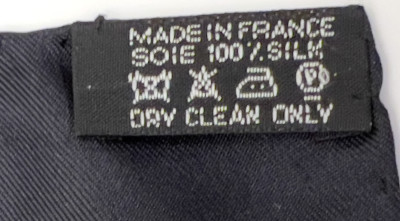 MADE IN FRANCE
SOIE 100% SILK
P
DRY CLEAN ONLY